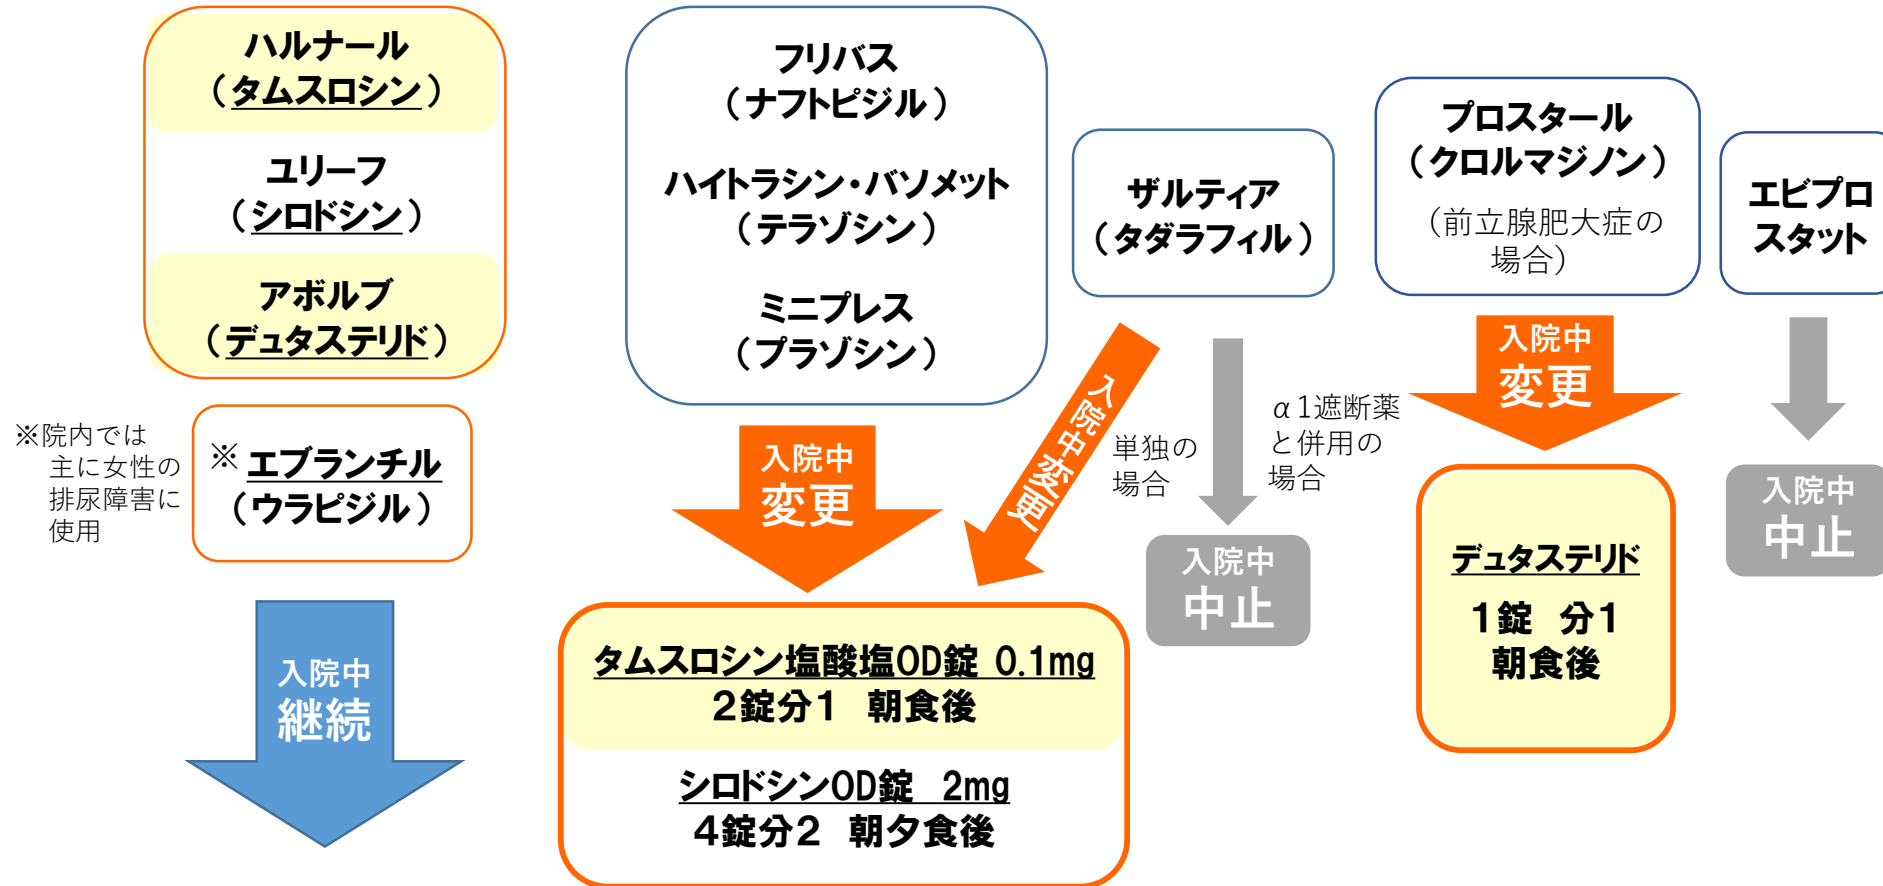 ハルナール
（タムスロシン）
ユリーフ
（シロドシン）
アボルブ
（デュタステリド）
※院内では
主に女性の
排尿障害に
使用
※エブランチル
（ウラピジル）
入院中
継続
フリバス
（ナフトピジル）
ハイトラシン・バソメット
（テラゾシン）
ミニプレス
（プラゾシン）
入院中
変更
ザルティア
（タダラフィル）
入院中変更
単独の
場合
α1遮断薬
と併用の
場合
入院中
中止
タムスロシン塩酸塩OD錠 0.1mg
2錠分1 朝食後
シロドシンOD錠 2mg
4錠分2 朝夕食後
プロスタール
（クロルマジノン）
（前立腺肥大症の
場合）
入院中
変更
デュタステリド
1錠 分1
朝食後
エビプロ
スタット
入院中
中止